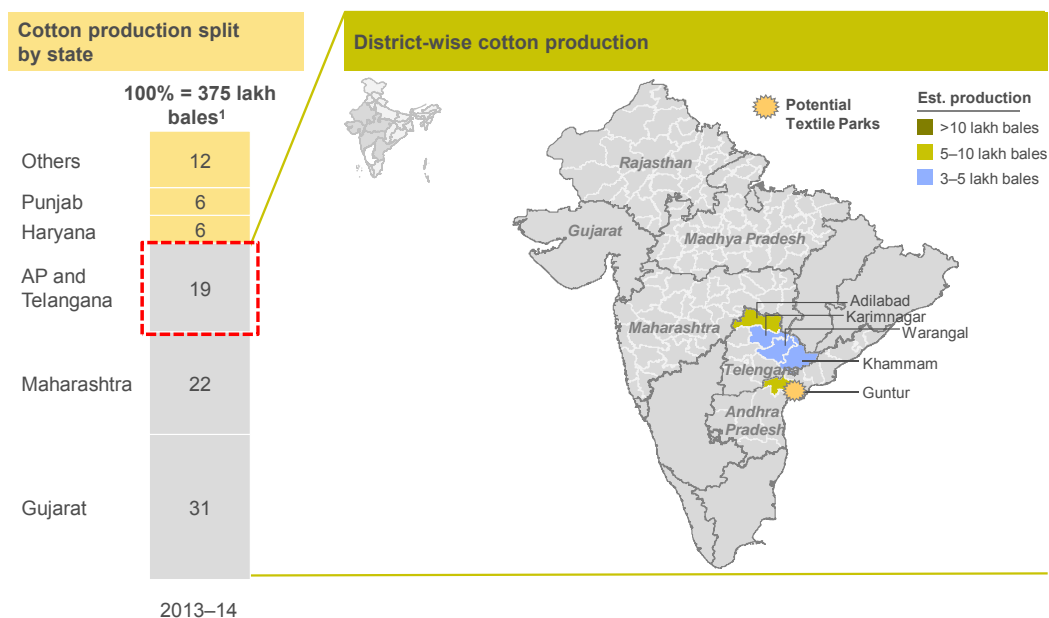 Cotton production split
by state
100% = 375 lakh
bales¹
Others
12
Punjab
6
Haryana
6
AP and
Telangana
19
Maharashtra
22
Gujarat
31
2013–14
District-wise cotton production
Potential
Textile Parks
Est. production
>10 lakh bales
5–10 lakh bales
3–5 lakh bales
Rajasthan
Gujarat
Madhya Pradesh
Maharashtra
Telengana
Andhra
Pradesh
Adilabad
Karimnagar
Warangal
Khammam
Guntur